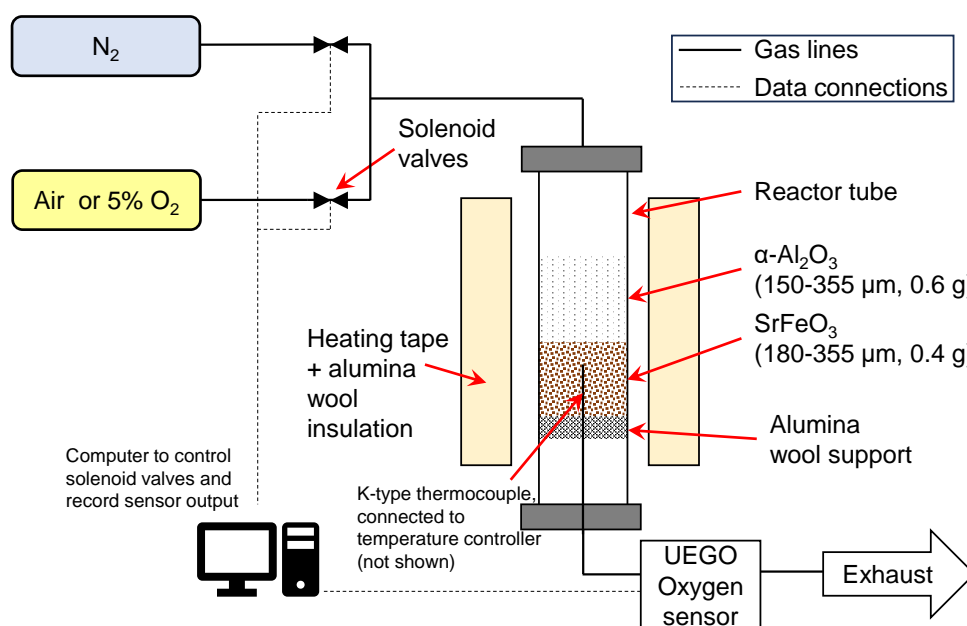 N₂
Gas lines
Data connections
Solenoid
valves
Air or 5% O₂
Reactor tube
α-Al₂O₃
(150-355 µm, 0.6 g)
SrFeO₃
(180-355 µm, 0.4 g)
Heating tape
+ alumina
wool
insulation
Alumina
wool support
Computer to control
solenoid valves and
record sensor output
K-type thermocouple,
connected to
temperature controller
(not shown)
UEGO
Oxygen
sensor
Exhaust